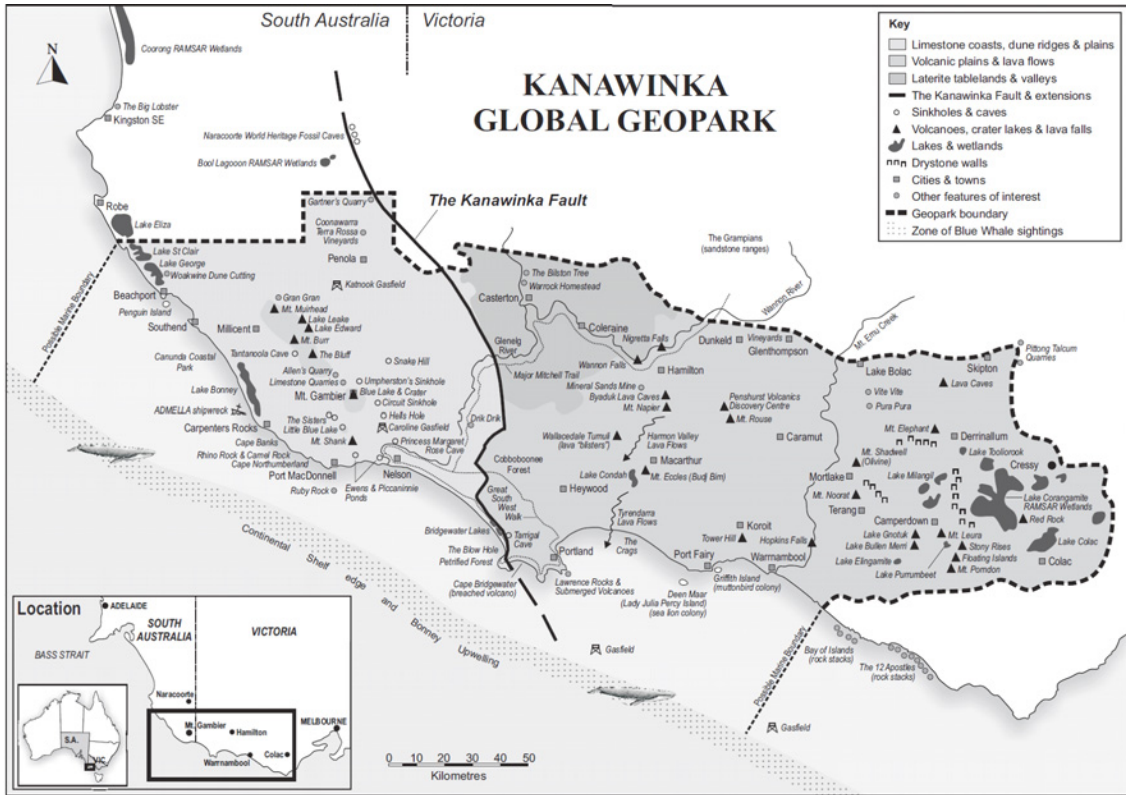 South Australia
Victoria
KANAWINKA
GLOBAL GEOPARK
N
Key
Limestone coasts, dune ridges & plains
Volcanic plains & lava flows
Laterite tablelands & valleys
The Kanawinka Fault & extensions
Sinkholes & caves
Volcanoes, crater lakes & lava falls
Lakes & wetlands
Drystone walls
Cities & towns
Other features of interest
Geopark boundary
Zone of Blue Whale sightings
Coorong RAMSAR Wetlands
The Big Lobster
Kingston SE
Naracoorte World Heritage Fossil Caves
Bool Lagooon RAMSAR Wetlands
Gartner's Quarry
The Kanawinka Fault
Robe
Lake Eliza
Coonawarra
Terra Rossa
Vineyards
Penola
Lake St Clair
Lake George
Woakwine Dune Cutting
Beachport
Penguin Island
Southend
Possible Marine Boundary
Katnook Gasfield
Gran Gran
Mt. Muirhead
Lake Leake
Lake Edward
Millicent
Mt. Burr
Tantanoola Cave
The Bluff
Snake Hill
Canunda Coastal
Park
Allen's Quarry
Limestone Quarries
Umpherston's Sinkhole
Lake Bonney
Mt. Gambier
Blue Lake & Crater
Circuit Sinkhole
ADMELLA shipwreck
The Sisters
Little Blue Lake
Hells Hole
Caroline Gasfield
Carpenters Rocks
Cape Banks
Mt. Shank
Princess Margaret
Rose Cave
Rhino Rock & Camel Rock
Cape Northumberland
Port MacDonnell
Nelson
Ruby Rock
Ewens & Piccaninnie
Ponds
Drik Drik
The Grampians
(sandstone ranges)
The Bilston Tree
Warrock Homestead
Casterton
Wannon River
Coleraine
Nigretta Falls
Glenelg
River
Wannon Falls
Major Mitchell Trail
Dunkeld
Vineyards
Glenthompson
Hamilton
Mineral Sands Mine
Byaduk Lava Caves
Mt. Napier
Penshurst Volcanics
Discovery Centre
Mt. Rouse
Wallacedale Tumuli
(lava "blisters")
Harmon Valley
Lava Flows
Caramut
Cobboboonee
Forest
Macarthur
Lake Condah
Mt. Eccles (Budj Bim)
Heywood
Great
South
West
Walk
Tyrendarra
Lava Flows
Bridgewater Lakes
Tarragal
Cave
The Blow Hole
Petrified Forest
Portland
The
Crags
Koroit
Tower Hill
Hopkins Falls
Port Fairy
Warrnambool
Cape Bridgewater
(breached volcano)
Lawrence Rocks &
Submerged Volcanoes
Deen Maar
(Lady Julia Percy Island)
(sea lion colony)
Griffith Island
(muttonbird colony)
Mt. Emu Creek
Pittong Talcum
Quarries
Skipton
Lake Bolac
Lava Caves
Vite Vite
Pura Pura
Mt. Elephant
Derrinallum
Mt. Shadwell
(Olivine)
Lake Tooliorook
Cressy
Mortlake
Lake Milangil
Mt. Noorat
Lake Corangamite
RAMSAR Wetlands
Terang
Camperdown
Red Rock
Lake Gnotuk
Mt. Leura
Lake Bullen Merri
Stony Rises
Lake Colac
Floating Islands
Lake Elingamite
Colac
Lake Purrumbeet
Mt. Pomdon
Continental Shelf edge and Bonney Upwelling
Gasfield
Possible Marine Boundary
Bay of Islands
(rock stacks)
The 12 Apostles
(rock stacks)
Gasfield
Location
ADELAIDE
SOUTH
AUSTRALIA
VICTORIA
BASS STRAIT
Naracoorte
Mt. Gambier
Hamilton
MELBOURNE
Warrnambool
Colac
S.A.
VIC
0 10 20 30 40 50
Kilometres